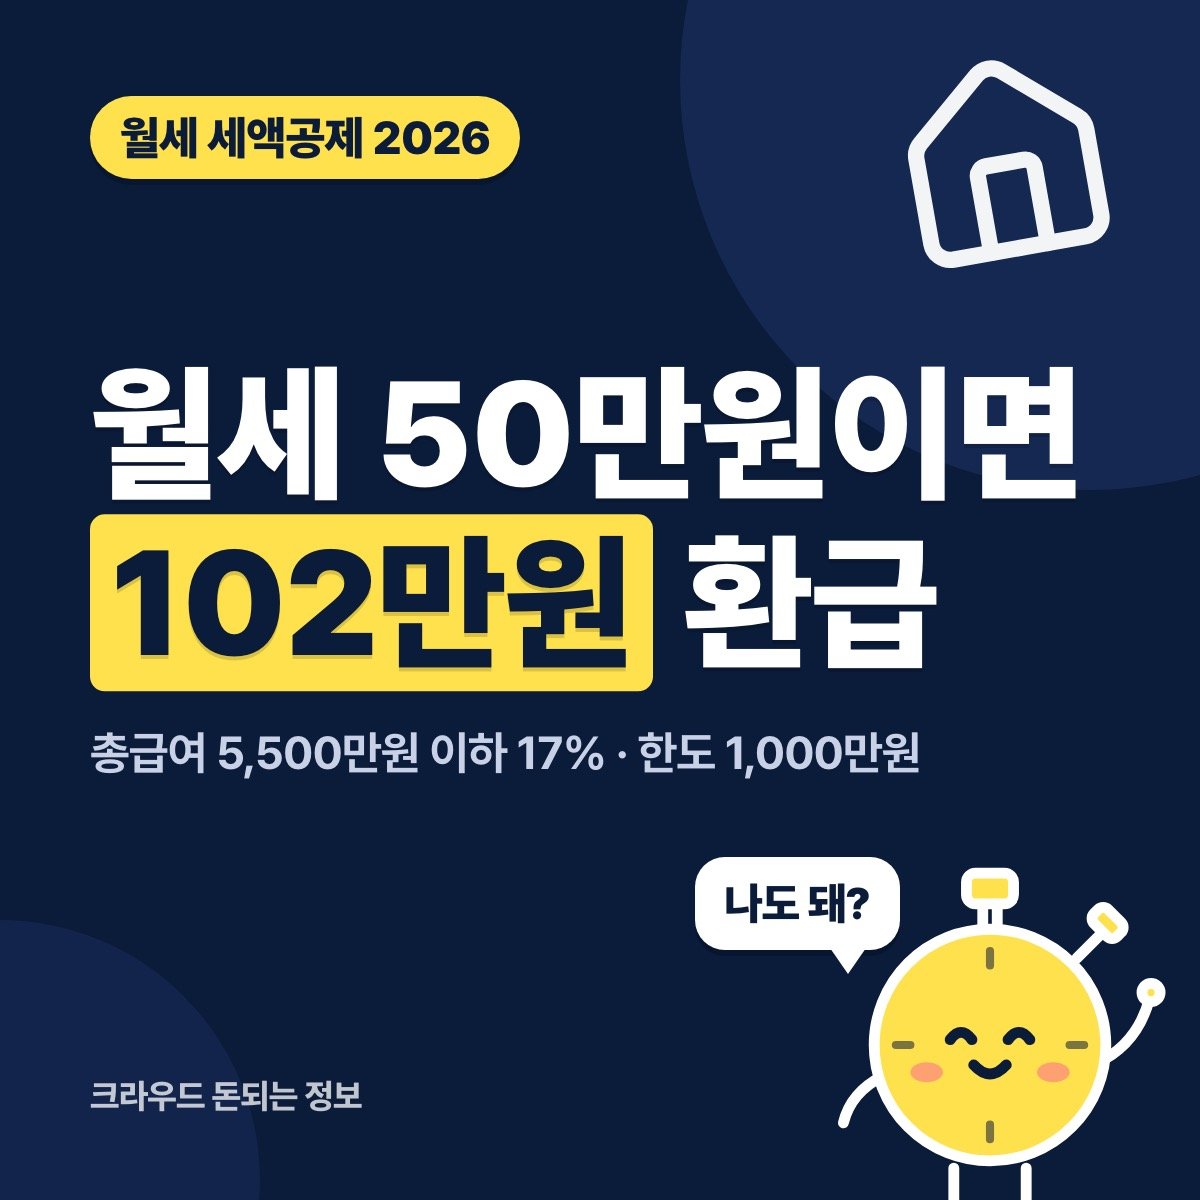 월세 세액공제 2026
월세 50만원이면
102만원 환급
총급여 5,500만원 이하 17% · 한도 1,000만원
나도 돼?
크라우드 돈되는 정보